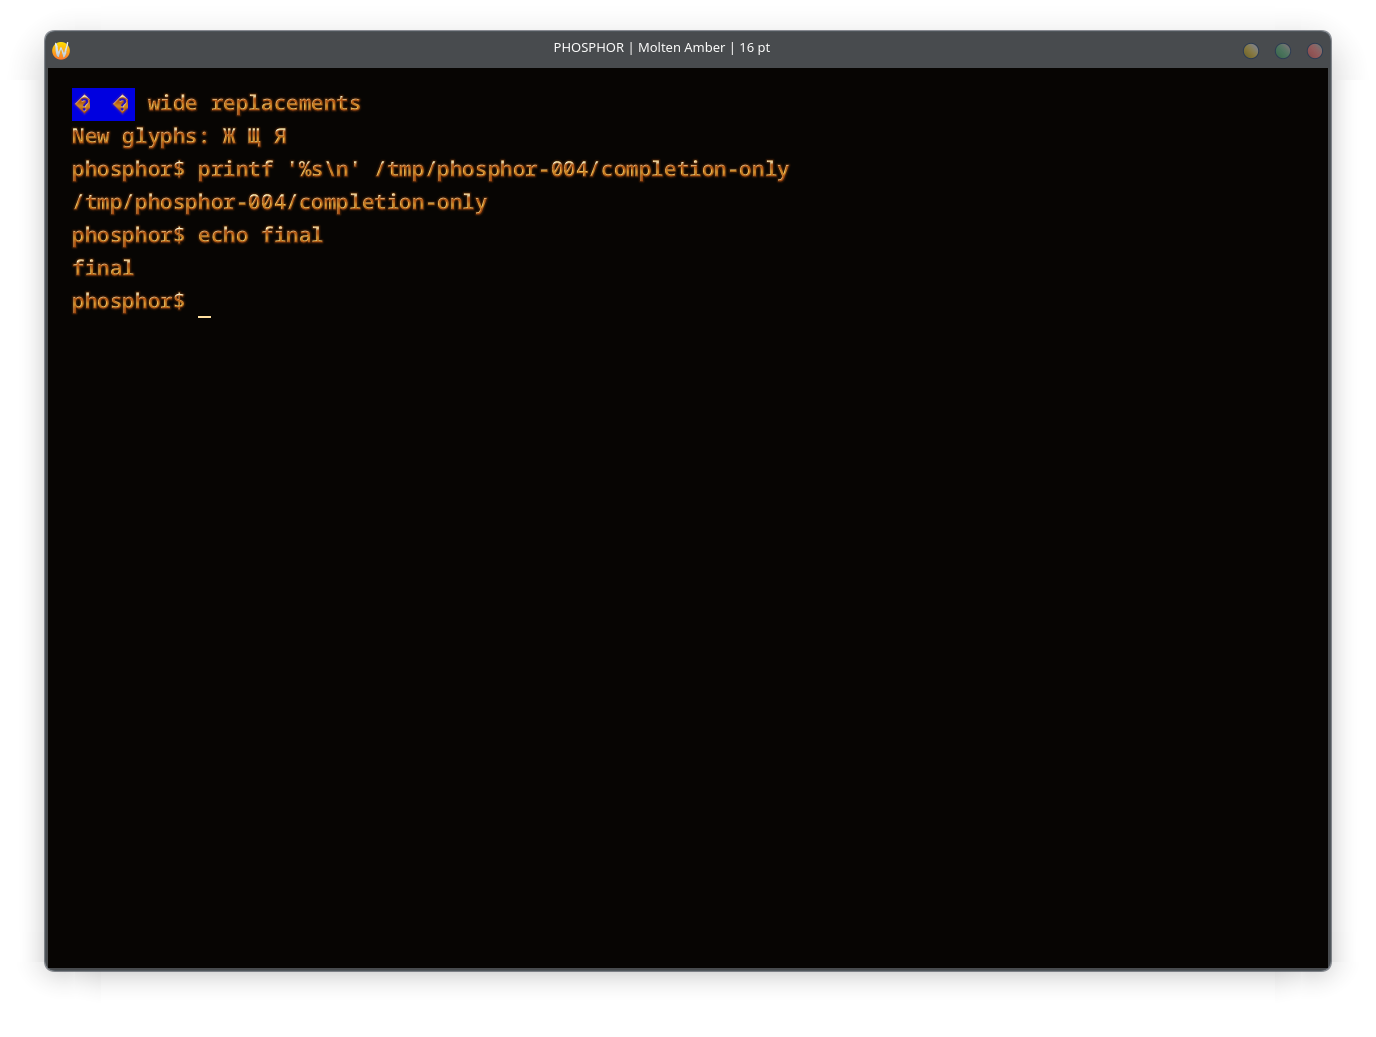 PHOSPHOR | Molten Amber | 16 pt
� � wide replacements
New glyphs: Ж Щ Я
phosphor$ printf '%s\n' /tmp/phosphor-004/completion-only
/tmp/phosphor-004/completion-only
phosphor$ echo final
final
phosphor$ _